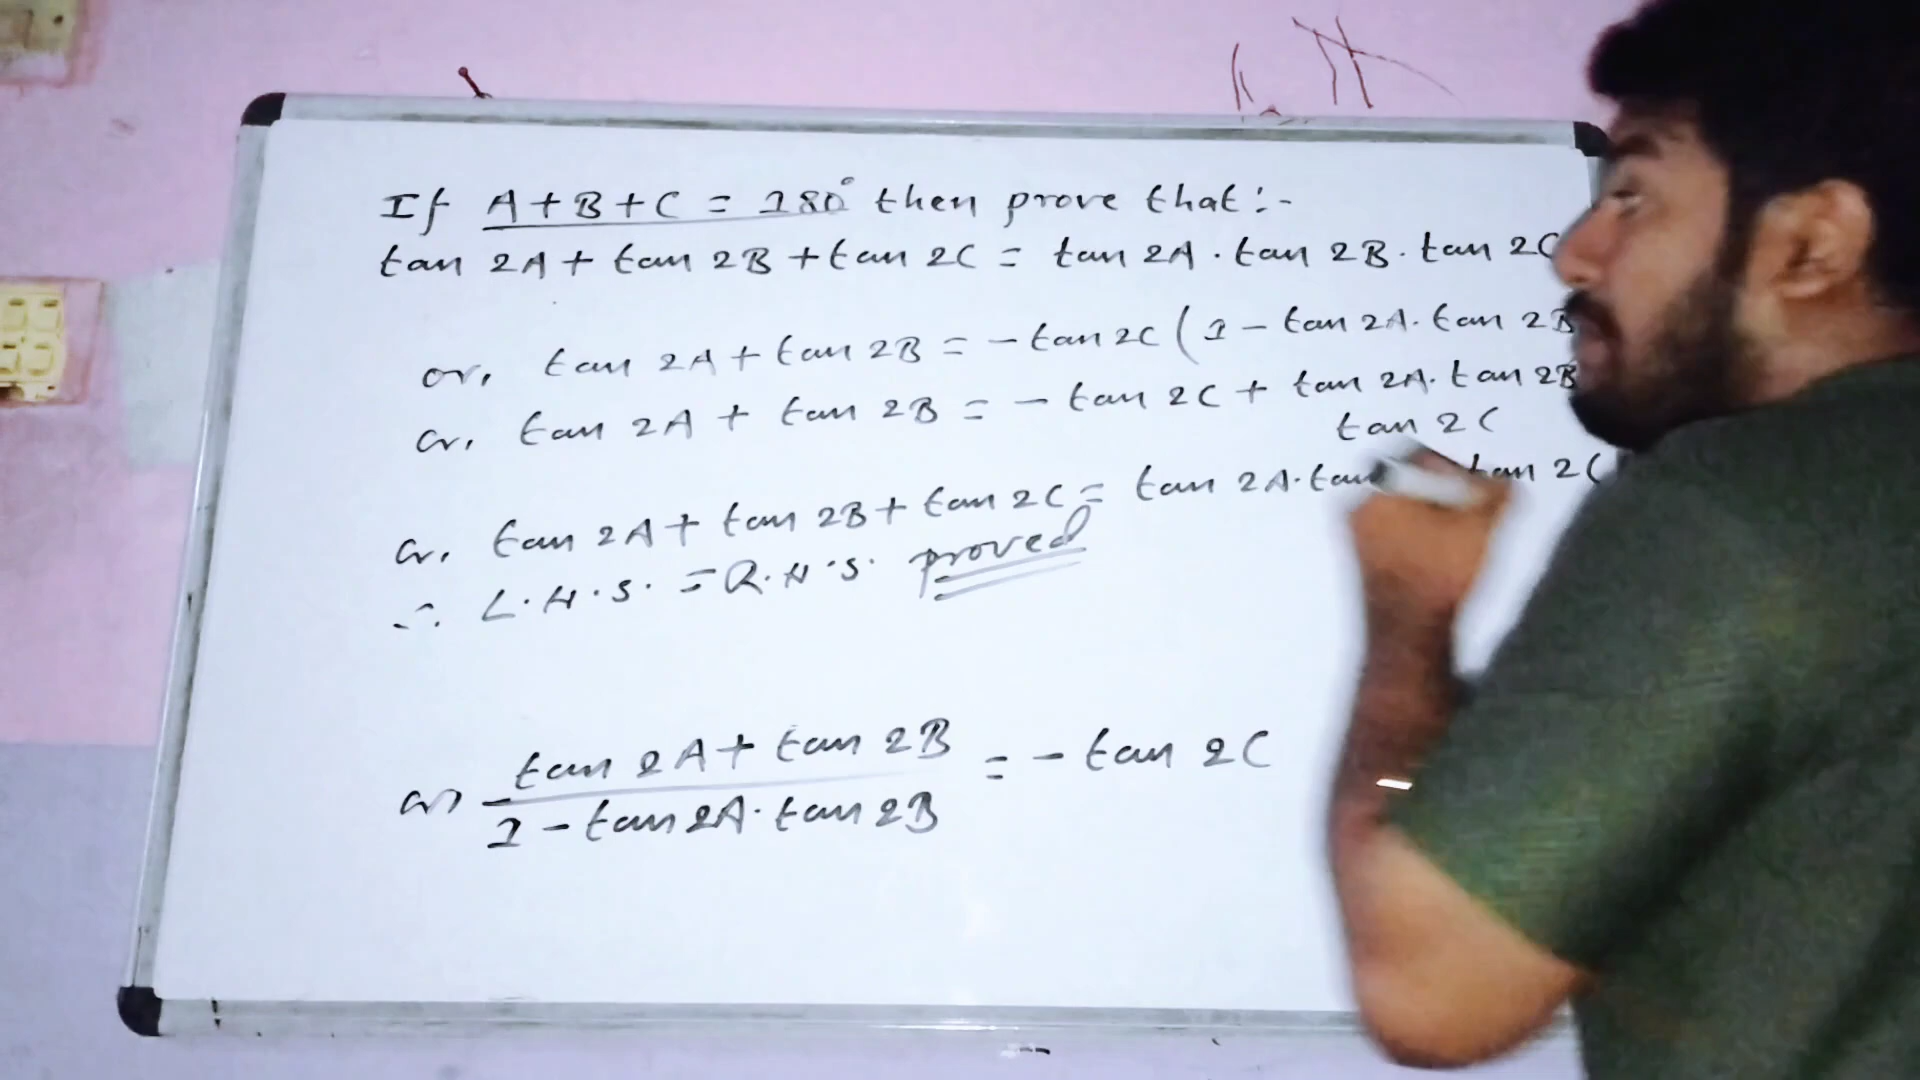 If A+B+C = 180° then prove that:-
tan 2A + tan 2B + tan 2C = tan 2A . tan 2B . tan 2C
or, tan 2A + tan 2B = - tan 2C ( 1 - tan 2A . tan 2B
or, tan 2A + tan 2B = - tan 2C + tan 2A . tan 2B
tan 2C
or, tan 2A + tan 2B + tan 2C = tan 2A . tan tan 2C
∴ L.H.S. = R.H.S. proved
or, tan 2A + tan 2B = - tan 2C
1 - tan 2A . tan 2B